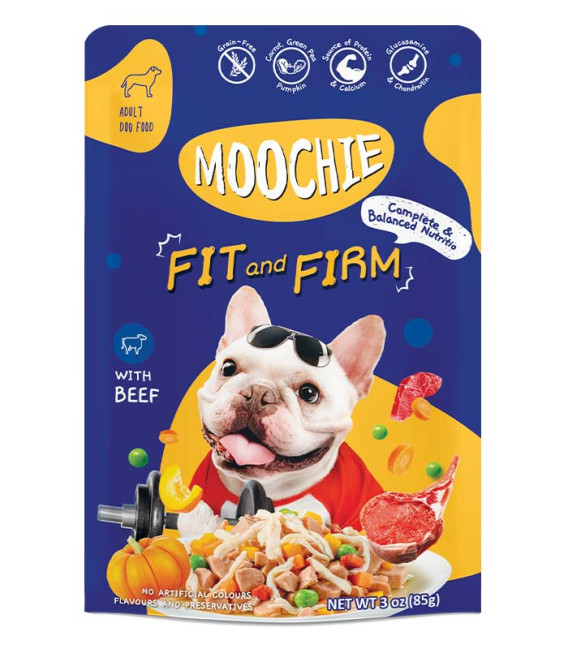 Grain-Free
Carrot, Green Pea
Pumpkin
Source of Protein
& Calcium
Glucosamine
& Chondroitin
ADULT
DOG FOOD
MOOCHIE
Complete &
Balanced Nutritio
FIT and FIRM
WITH
BEEF
NO ARTIFICIAL COLOURS
FLAVOURS AND PRESERVATIVES
NET WT 3 oz (85g)